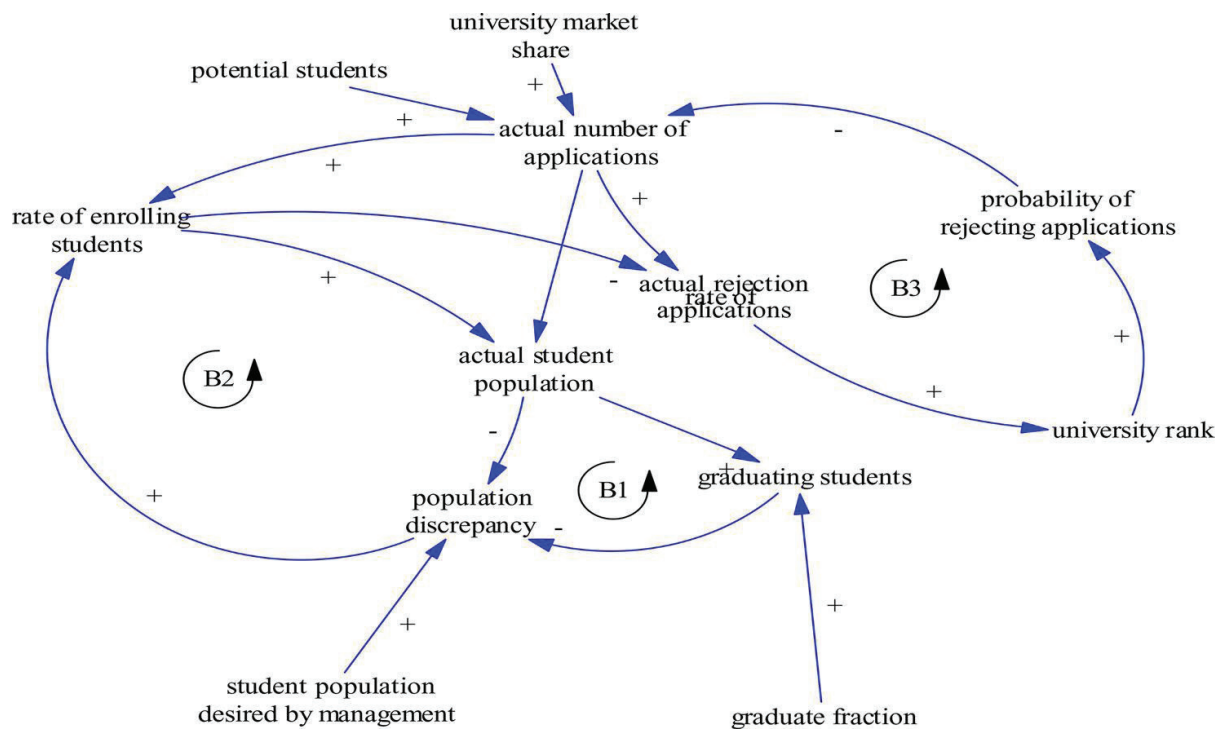 university market
share
potential students
+
+
actual number of
applications
-
+
+
probability of
rejecting applications
rate of enrolling
students
+
-
actual rejection
rate of
applications
B3
+
actual student
population
B2
+
university rank
-
+
graduating students
B1
population
discrepancy
-
+
+
+
student population
desired by management
graduate fraction